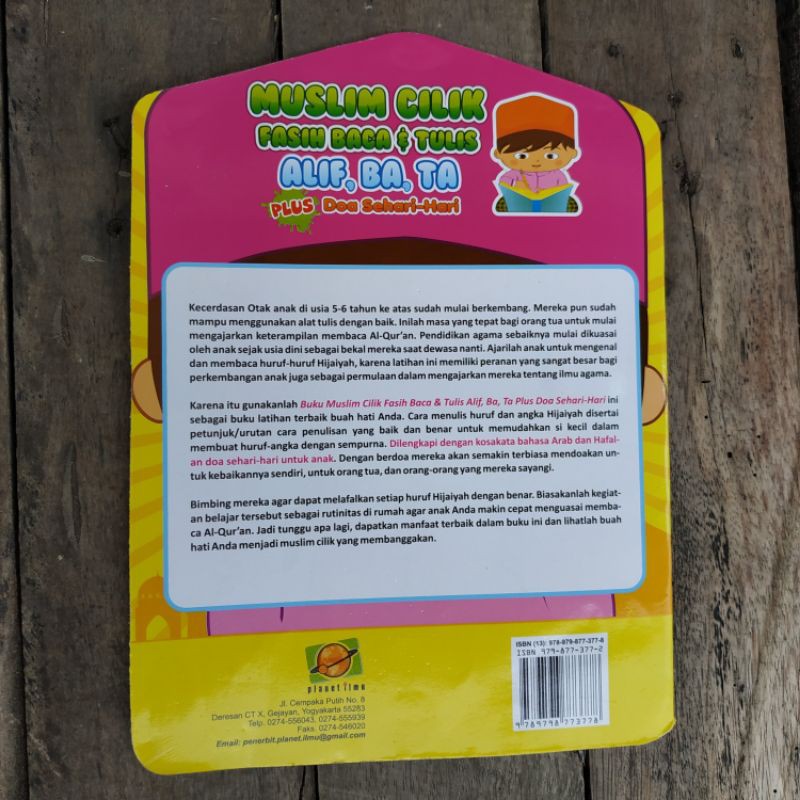 MUSLIM CILIK
FASIH BACA & TULIS
ALIF, BA, TA
PLUS Doa Sehari-Hari
Kecerdasan Otak anak di usia 5-6 tahun ke atas sudah mulai berkembang. Mereka pun sudah
mampu menggunakan alat tulis dengan baik. Inilah masa yang tepat bagi orang tua untuk mulai
mengajarkan keterampilan membaca Al-Qur'an. Pendidikan agama sebaiknya mulai dikuasai
oleh anak sejak usia dini sebagai bekal mereka saat dewasa nanti. Ajarilah anak untuk mengenal
dan membaca huruf-huruf Hijaiyah, karena latihan ini memiliki peranan yang sangat besar bagi
perkembangan anak juga sebagai permulaan dalam mengajarkan mereka tentang ilmu agama.
Karena itu gunakanlah Buku Muslim Cilik Fasih Baca & Tulis Alif, Ba, Ta Plus Doa Sehari-Hari ini
sebagai buku latihan terbaik buah hati Anda. Cara menulis huruf dan angka Hijaiyah disertai
petunjuk/urutan cara penulisan yang baik dan benar untuk memudahkan si kecil dalam
membuat huruf-angka dengan sempurna. Dilengkapi dengan kosakata bahasa Arab dan Hafal-
an doa sehari-hari untuk anak. Dengan berdoa mereka akan semakin terbiasa mendoakan un-
tuk kebaikannya sendiri, untuk orang tua, dan orang-orang yang mereka sayangi.
Bimbing mereka agar dapat melafalkan setiap huruf Hijaiyah dengan benar. Biasakanlah kegiat-
an belajar tersebut sebagai rutinitas di rumah agar anak Anda makin cepat menguasai memba-
ca Al-Qur'an. Jadi tunggu apa lagi, dapatkan manfaat terbaik dalam buku ini dan lihatlah buah
hati Anda menjadi muslim cilik yang membanggakan.
planet ilmu
Jl. Cempaka Putih No. 8
Deresan CT X, Gejayan, Yogyakarta 55283
Telp. 0274-556043, 0274-555939
Faks. 0274-546020
Email: penerbit.planet.ilmu@gmail.com
ISBN (13): 978-979-877-377-8
ISBN 979-877-377-2
9 789798 773778